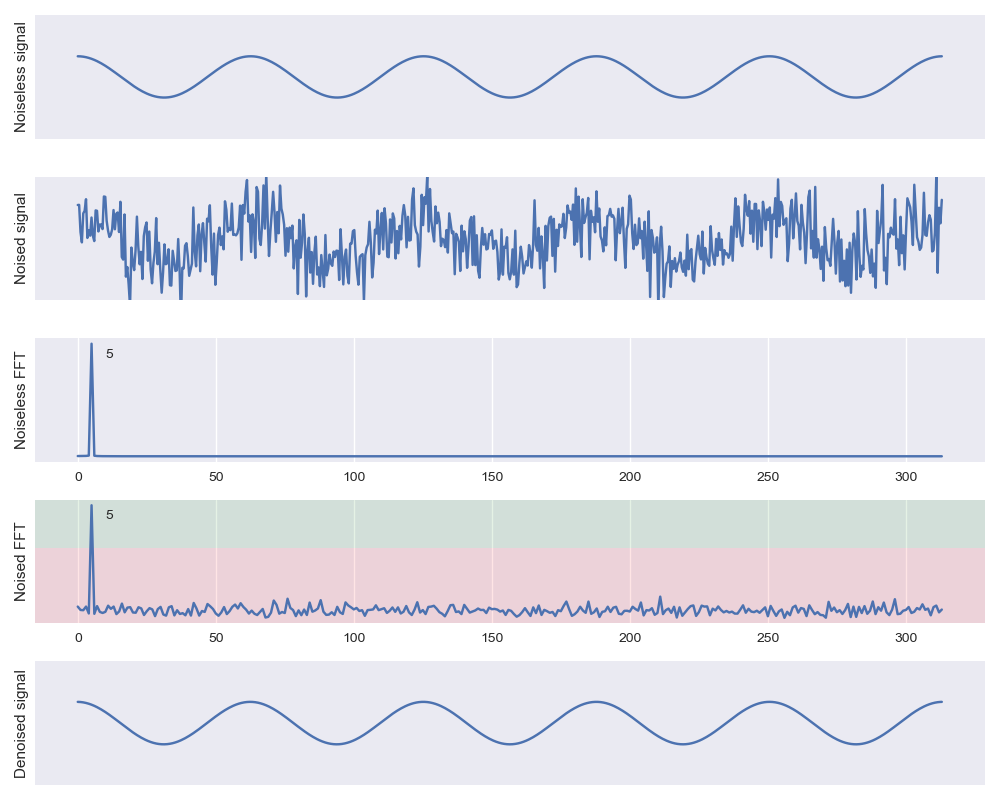 Noiseless signal
Noised signal
Noiseless FFT
5
0 50 100 150 200 250 300
Noised FFT
5
0 50 100 150 200 250 300
Denoised signal